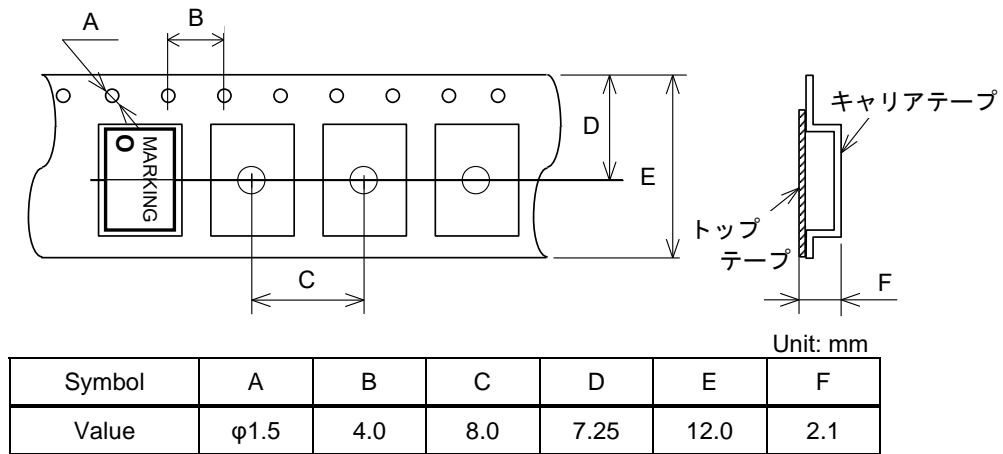 A
B
キャリアテープ
D
MARKING
O
E
トップ
テープ
C
F
Unit: mm
Symbol A B C D E F
Value φ1.5 4.0 8.0 7.25 12.0 2.1